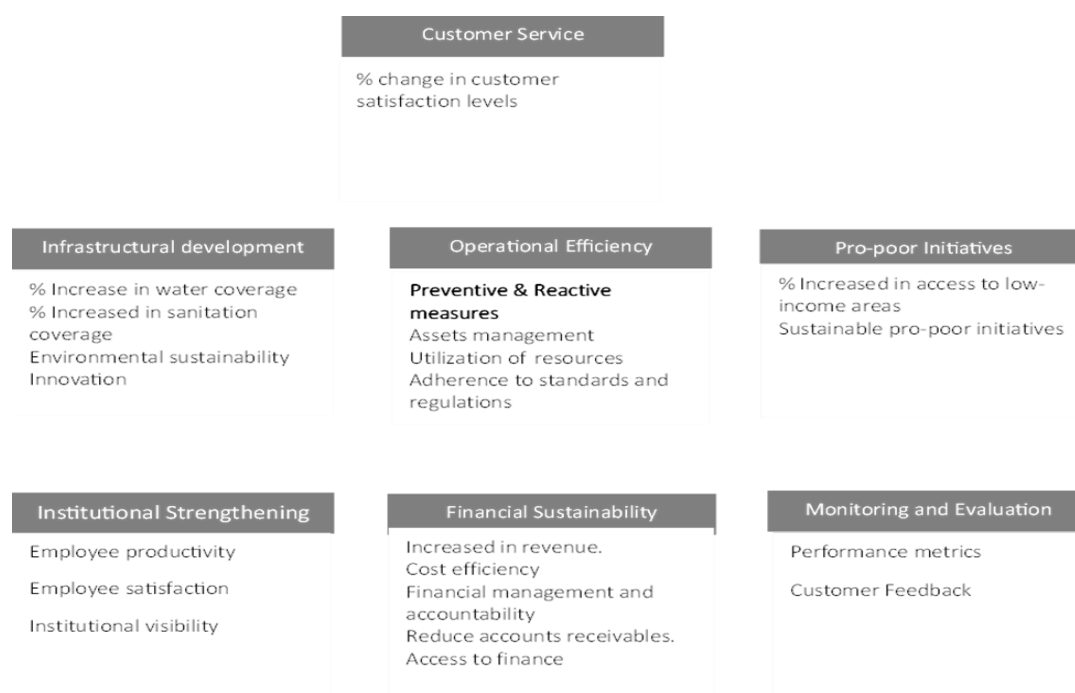 Customer Service
% change in customer
satisfaction levels
Infrastructural development
% Increase in water coverage
% Increased in sanitation
coverage
Environmental sustainability
Innovation
Operational Efficiency
Preventive & Reactive
measures
Assets management
Utilization of resources
Adherence to standards and
regulations
Pro-poor Initiatives
% Increased in access to low-
income areas
Sustainable pro-poor initiatives
Institutional Strengthening
Employee productivity
Employee satisfaction
Institutional visibility
Financial Sustainability
Increased in revenue.
Cost efficiency
Financial management and
accountability
Reduce accounts receivables.
Access to finance
Monitoring and Evaluation
Performance metrics
Customer Feedback